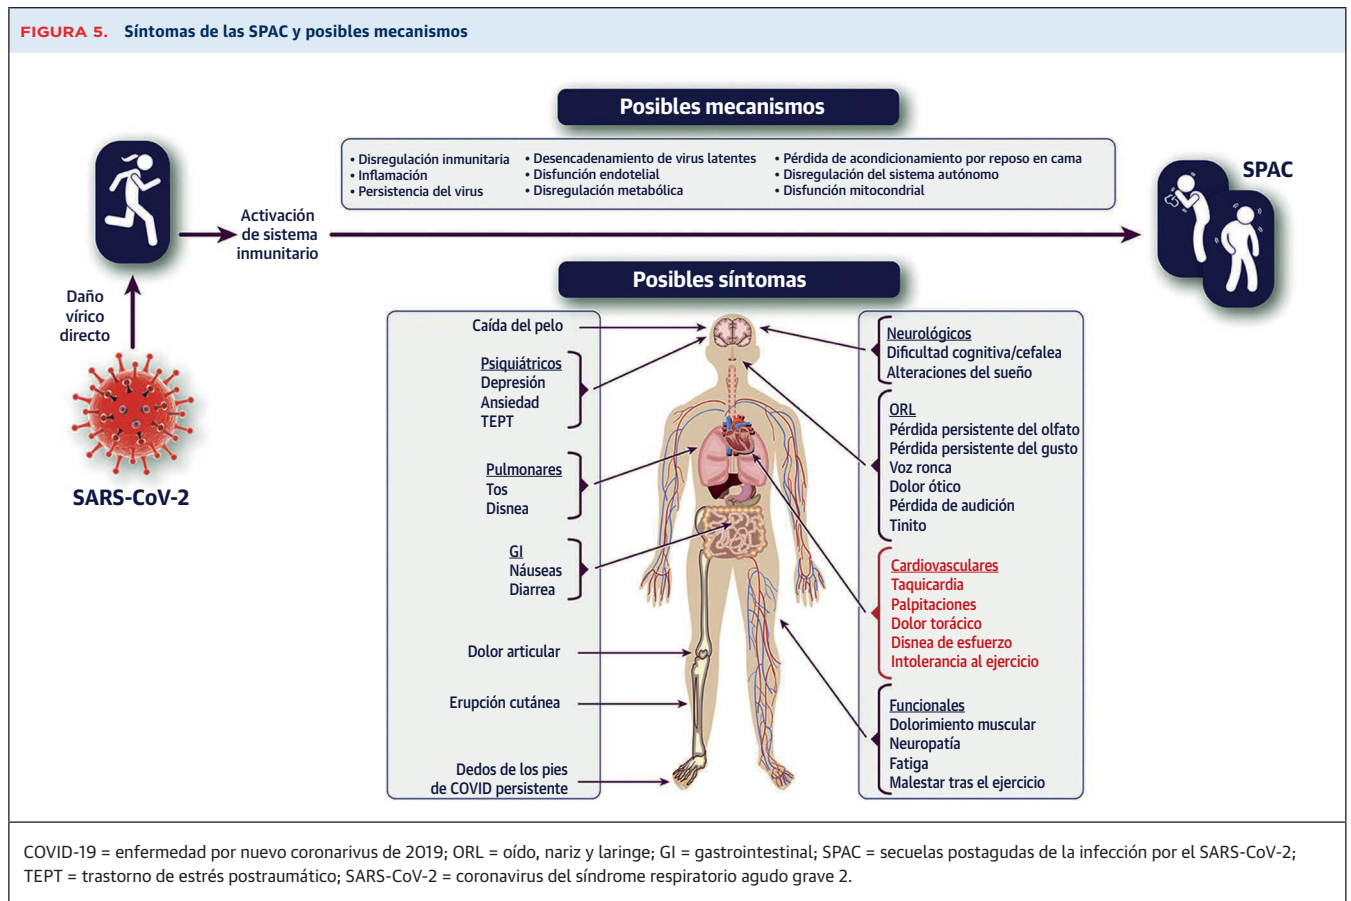 FIGURA 5. Síntomas de las SPAC y posibles mecanismos
Posibles mecanismos
• Disregulación inmunitaria
• Inflamación
• Persistencia del virus
• Desencadenamiento de virus latentes
• Disfunción endotelial
• Disregulación metabólica
• Pérdida de acondicionamiento por reposo en cama
• Disregulación del sistema autónomo
• Disfunción mitocondrial
SPAC
Activación
de sistema
inmunitario
Daño
vírico
directo
SARS-CoV-2
Posibles síntomas
Caída del pelo
Psiquiátricos
Depresión
Ansiedad
TEPT
Pulmonares
Tos
Disnea
GI
Náuseas
Diarrea
Dolor articular
Erupción cutánea
Dedos de los pies
de COVID persistente
Neurológicos
Dificultad cognitiva/cefalea
Alteraciones del sueño
ORL
Pérdida persistente del olfato
Pérdida persistente del gusto
Voz ronca
Dolor ótico
Pérdida de audición
Tinito
Cardiovasculares
Taquicardia
Palpitaciones
Dolor torácico
Disnea de esfuerzo
Intolerancia al ejercicio
Funcionales
Dolorimiento muscular
Neuropatía
Fatiga
Malestar tras el ejercicio
COVID-19 = enfermedad por nuevo coronarivus de 2019; ORL = oído, nariz y laringe; GI = gastrointestinal; SPAC = secuelas postagudas de la infección por el SARS-CoV-2;
TEPT = trastorno de estrés postraumático; SARS-CoV-2 = coronavirus del síndrome respiratorio agudo grave 2.